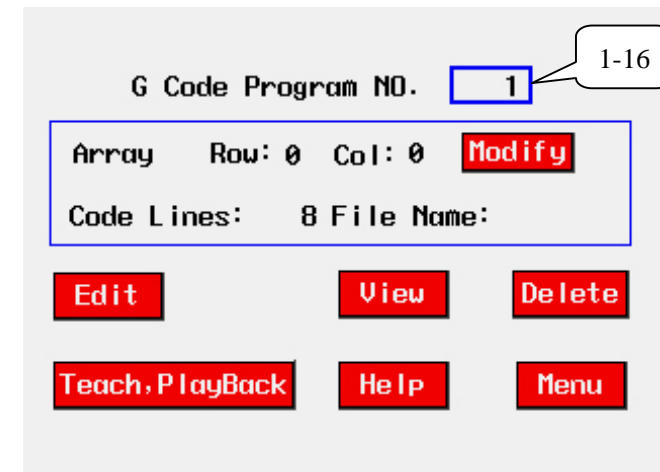 1-16
G Code Program NO. 1
Array Row: 0 Col: 0 Modify
Code Lines: 8 File Name:
Edit View Delete
Teach,PlayBack Help Menu